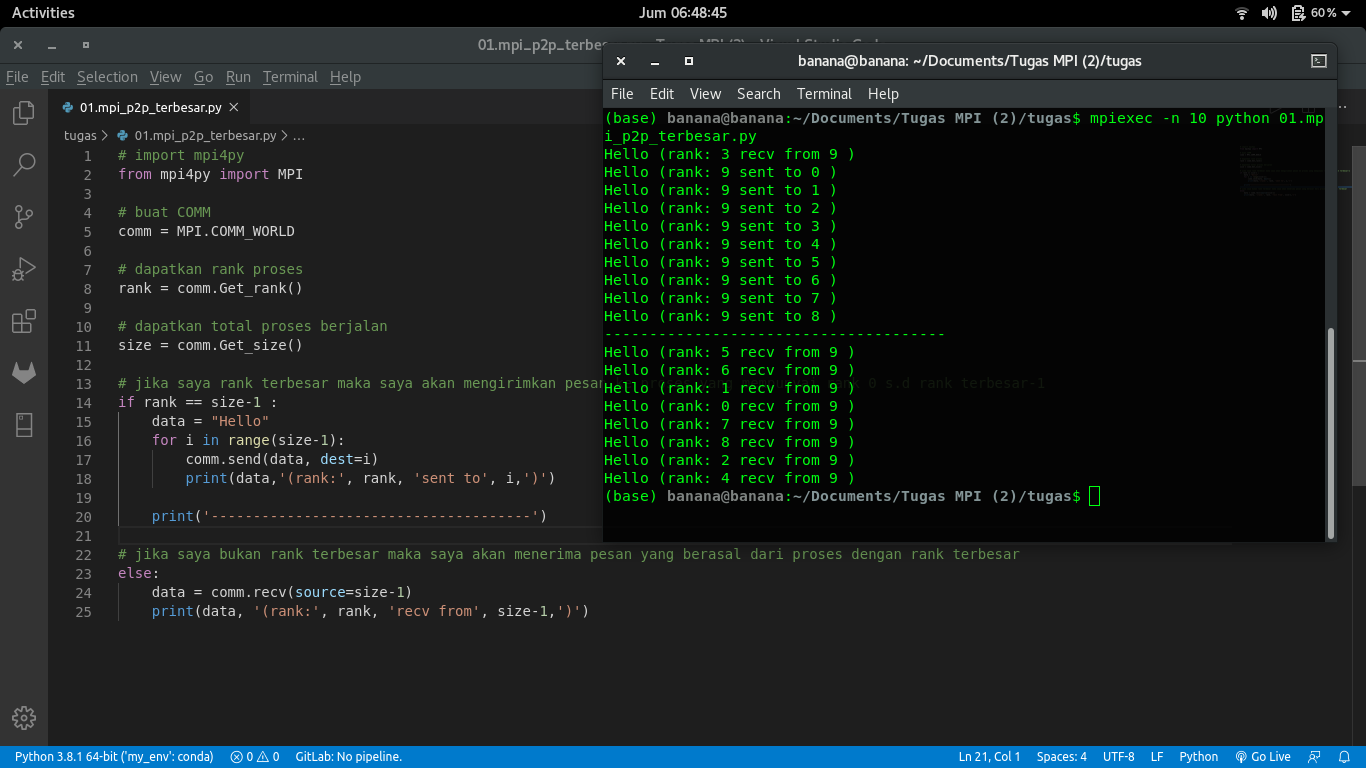 Activities
Jum 06:48:45
60%
01.mpi_p2p_terbes
File Edit Selection View Go Run Terminal Help
01.mpi_p2p_terbesar.py
tugas > 01.mpi_p2p_terbesar.py > ...
1 # import mpi4py
2 from mpi4py import MPI
3
4 # buat COMM
5 comm = MPI.COMM_WORLD
6
7 # dapatkan rank proses
8 rank = comm.Get_rank()
9
10 # dapatkan total proses berjalan
11 size = comm.Get_size()
12
13 # jika saya rank terbesar maka saya akan mengirimkan pesan 0 s.d rank terbesar-1
14 if rank == size-1 :
15 data = "Hello"
16 for i in range(size-1):
17 comm.send(data, dest=i)
18 print(data,'(rank:', rank, 'sent to', i,')')
19
20 print('--------------------------------------')
21
22 # jika saya bukan rank terbesar maka saya akan menerima pesan yang berasal dari proses dengan rank terbesar
23 else:
24 data = comm.recv(source=size-1)
25 print(data, '(rank:', rank, 'recv from', size-1,')')
banana@banana: ~/Documents/Tugas MPI (2)/tugas
File Edit View Search Terminal Help
(base) banana@banana:~/Documents/Tugas MPI (2)/tugas$ mpiexec -n 10 python 01.mp
i_p2p_terbesar.py
Hello (rank: 3 recv from 9 )
Hello (rank: 9 sent to 0 )
Hello (rank: 9 sent to 1 )
Hello (rank: 9 sent to 2 )
Hello (rank: 9 sent to 3 )
Hello (rank: 9 sent to 4 )
Hello (rank: 9 sent to 5 )
Hello (rank: 9 sent to 6 )
Hello (rank: 9 sent to 7 )
Hello (rank: 9 sent to 8 )
--------------------------------------
Hello (rank: 5 recv from 9 )
Hello (rank: 6 recv from 9 )
Hello (rank: 1 recv from 9 )
Hello (rank: 0 recv from 9 )
Hello (rank: 7 recv from 9 )
Hello (rank: 8 recv from 9 )
Hello (rank: 2 recv from 9 )
Hello (rank: 4 recv from 9 )
(base) banana@banana:~/Documents/Tugas MPI (2)/tugas$
Python 3.8.1 64-bit ('my_env': conda) 0 0 GitLab: No pipeline. Ln 21, Col 1 Spaces: 4 UTF-8 LF Python Go Live